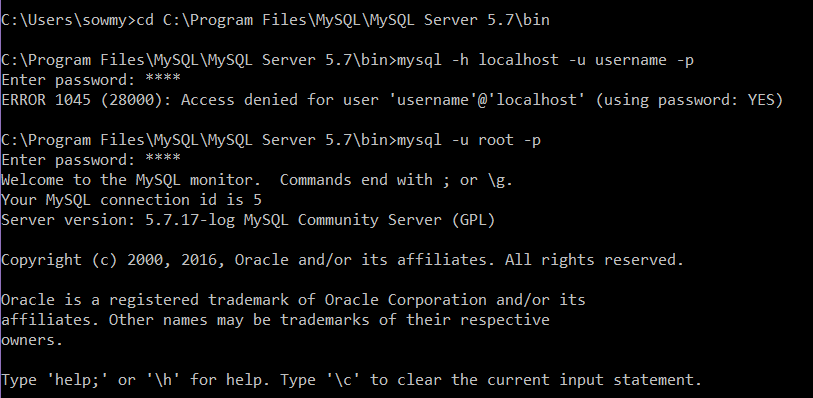 C:\Users\sowmy>cd C:\Program Files\MySQL\MySQL Server 5.7\bin
C:\Program Files\MySQL\MySQL Server 5.7\bin>mysql -h localhost -u username -p
Enter password: ****
ERROR 1045 (28000): Access denied for user 'username'@'localhost' (using password: YES)
C:\Program Files\MySQL\MySQL Server 5.7\bin>mysql -u root -p
Enter password: ****
Welcome to the MySQL monitor.  Commands end with ; or \g.
Your MySQL connection id is 5
Server version: 5.7.17-log MySQL Community Server (GPL)
Copyright (c) 2000, 2016, Oracle and/or its affiliates. All rights reserved.
Oracle is a registered trademark of Oracle Corporation and/or its
affiliates. Other names may be trademarks of their respective
owners.
Type 'help;' or '\h' for help. Type '\c' to clear the current input statement.